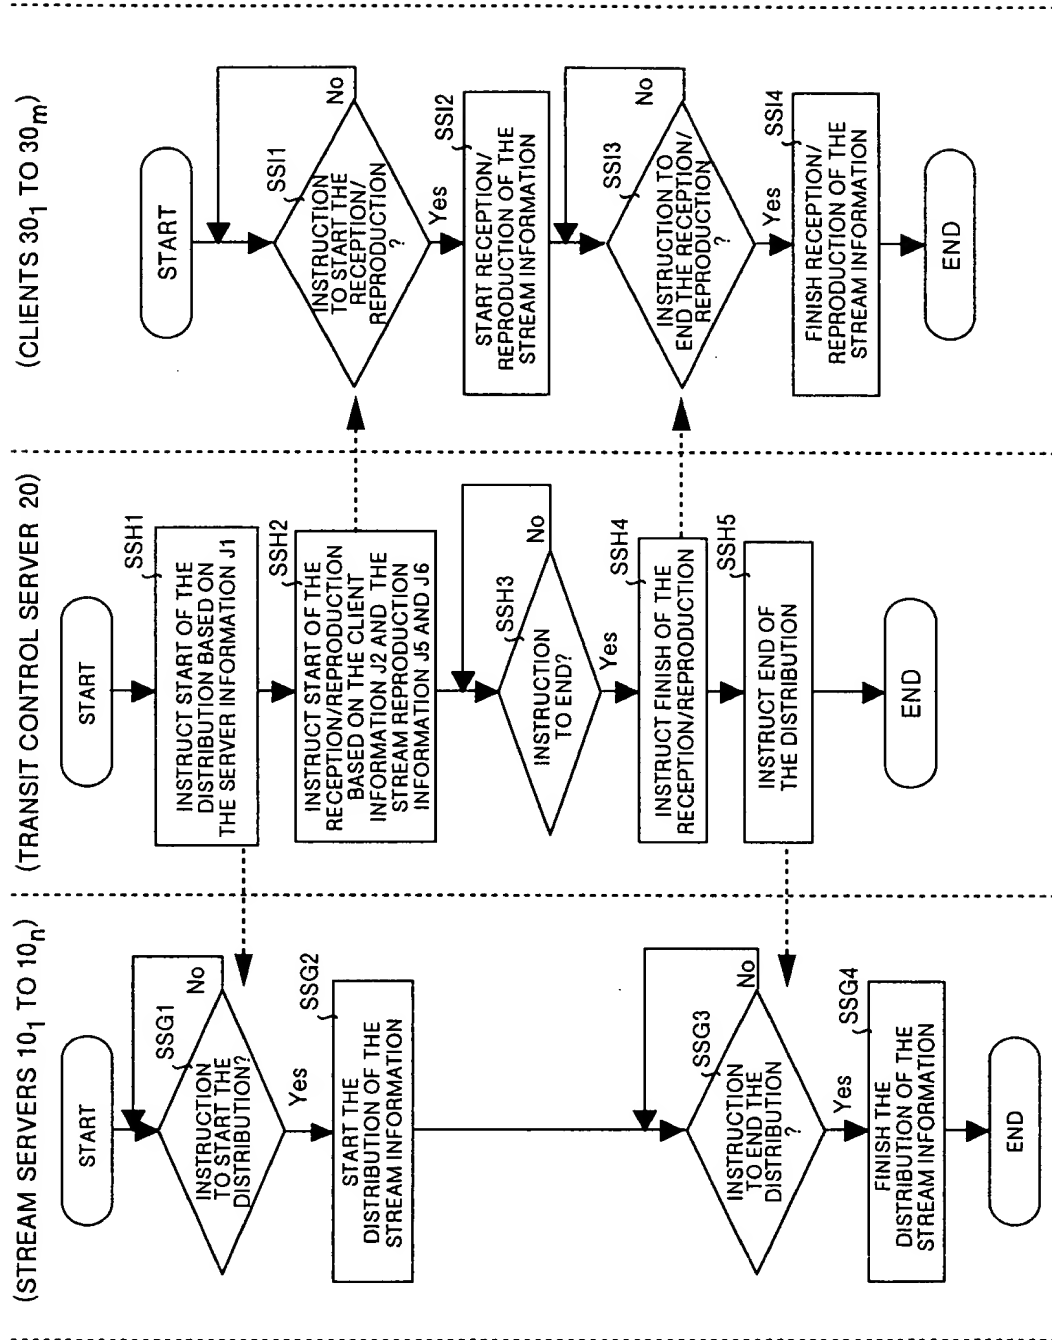 (STREAM SERVERS 10₁ TO 10ₙ)
START
SSG1
INSTRUCTION
TO START THE
DISTRIBUTION?
No
Yes
SSG2
START THE
DISTRIBUTION OF THE
STREAM INFORMATION
SSG3
INSTRUCTION
TO END THE
DISTRIBUTION
?
No
Yes
SSG4
FINISH THE
DISTRIBUTION OF THE
STREAM INFORMATION
END
(TRANSIT CONTROL SERVER 20)
START
SSH1
INSTRUCT START OF THE
DISTRIBUTION BASED ON
THE SERVER INFORMATION J1
SSH2
INSTRUCT START OF THE
RECEPTION/REPRODUCTION
BASED ON THE CLIENT
INFORMATION J2 AND THE
STREAM REPRODUCTION
INFORMATION J5 AND J6
SSH3
INSTRUCTION
TO END?
No
Yes
SSH4
INSTRUCT FINISH OF THE
RECEPTION/REPRODUCTION
SSH5
INSTRUCT END OF
THE DISTRIBUTION
END
(CLIENTS 30₁ TO 30ₘ)
START
SSI1
INSTRUCTION
TO START THE
RECEPTION/
REPRODUCTION
?
No
Yes
SSI2
START RECEPTION/
REPRODUCTION OF THE
STREAM INFORMATION
SSI3
INSTRUCTION TO
END THE RECEPTION/
REPRODUCTION
?
No
Yes
SSI4
FINISH RECEPTION/
REPRODUCTION OF THE
STREAM INFORMATION
END